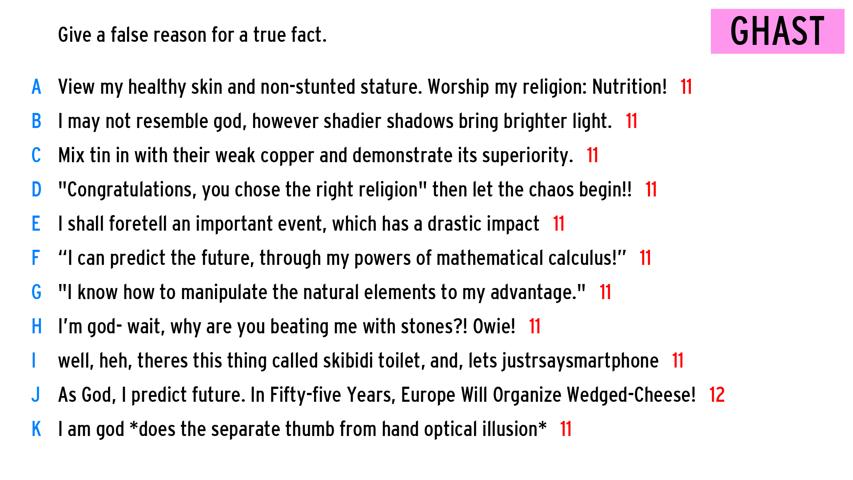 Give a false reason for a true fact.
GHAST
A View my healthy skin and non-stunted stature. Worship my religion: Nutrition! 11
B I may not resemble god, however shadier shadows bring brighter light. 11
C Mix tin in with their weak copper and demonstrate its superiority. 11
D "Congratulations, you chose the right religion" then let the chaos begin!! 11
E I shall foretell an important event, which has a drastic impact 11
F “I can predict the future, through my powers of mathematical calculus!” 11
G "I know how to manipulate the natural elements to my advantage." 11
H I’m god- wait, why are you beating me with stones?! Owie! 11
I well, heh, theres this thing called skibidi toilet, and, lets justrsaysmartphone 11
J As God, I predict future. In Fifty-five Years, Europe Will Organize Wedged-Cheese! 12
K I am god *does the separate thumb from hand optical illusion* 11